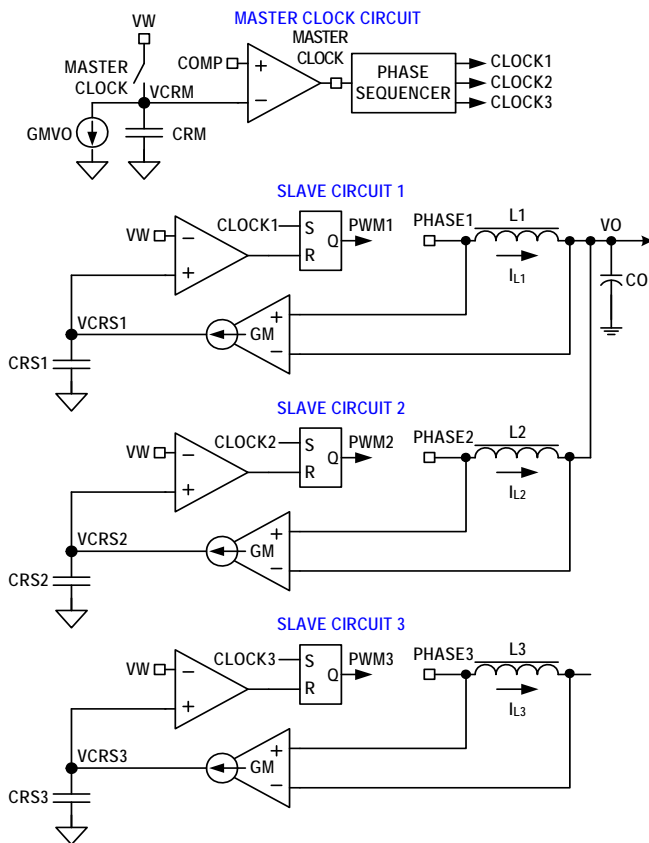 MASTER CLOCK CIRCUIT
VW
MASTER
CLOCK
MASTER
CLOCK
COMP
+
−
VCRM
GMVO
CRM
PHASE
SEQUENCER
CLOCK1
CLOCK2
CLOCK3
SLAVE CIRCUIT 1
VW
−
+
CLOCK1
S
R
Q
PWM1
PHASE1
L1
IL1
VO
CO
VCRS1
CRS1
GM
+
−
SLAVE CIRCUIT 2
VW
−
+
CLOCK2
S
R
Q
PWM2
PHASE2
L2
IL2
VCRS2
CRS2
GM
+
−
SLAVE CIRCUIT 3
VW
−
+
CLOCK3
S
R
Q
PWM3
PHASE3
L3
IL3
VCRS3
CRS3
GM
+
−